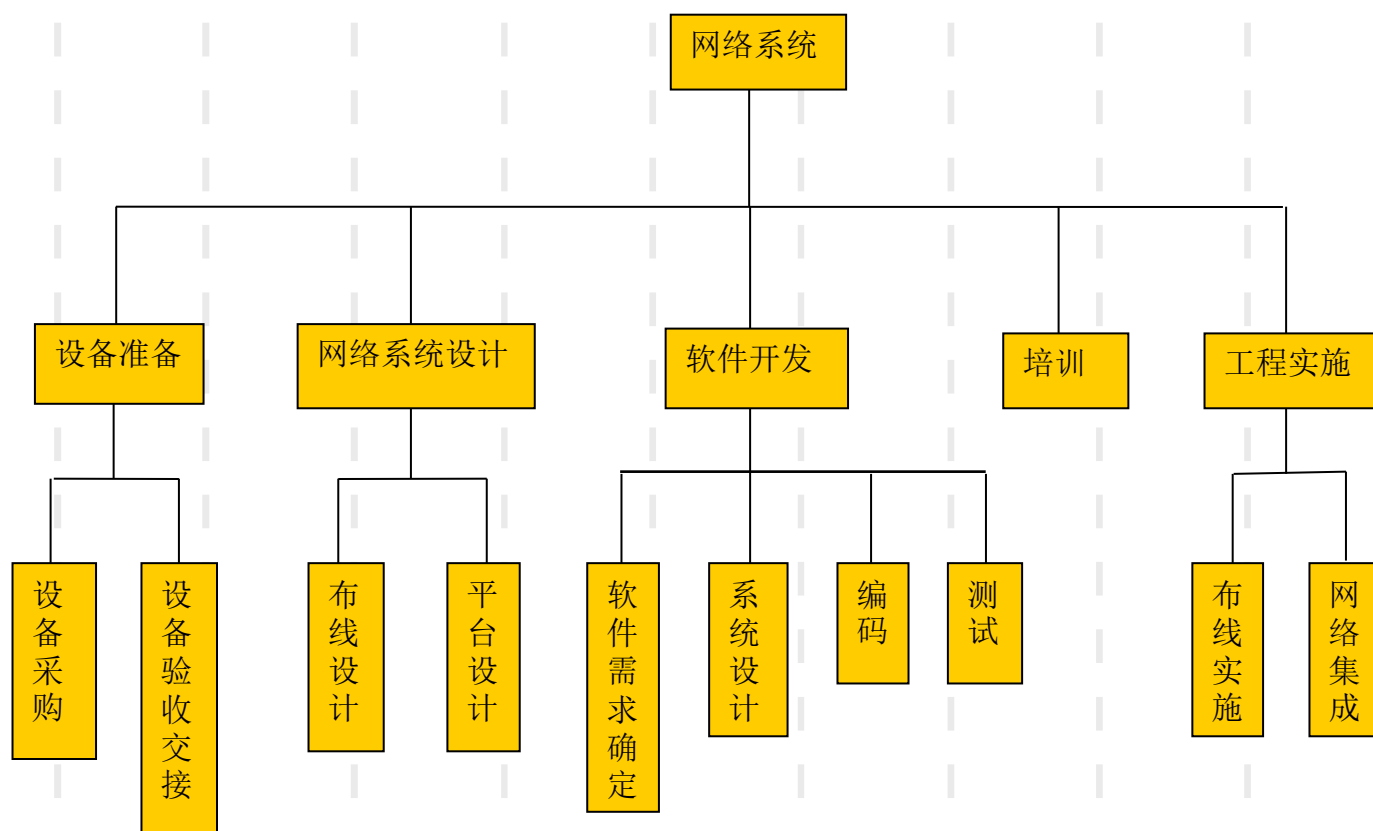 网络系统
设备准备
网络系统设计
软件开发
培训
工程实施
设备采购
设备验收交接
布线设计
平台设计
软件需求确定
系统设计
编码
测试
布线实施
网络集成